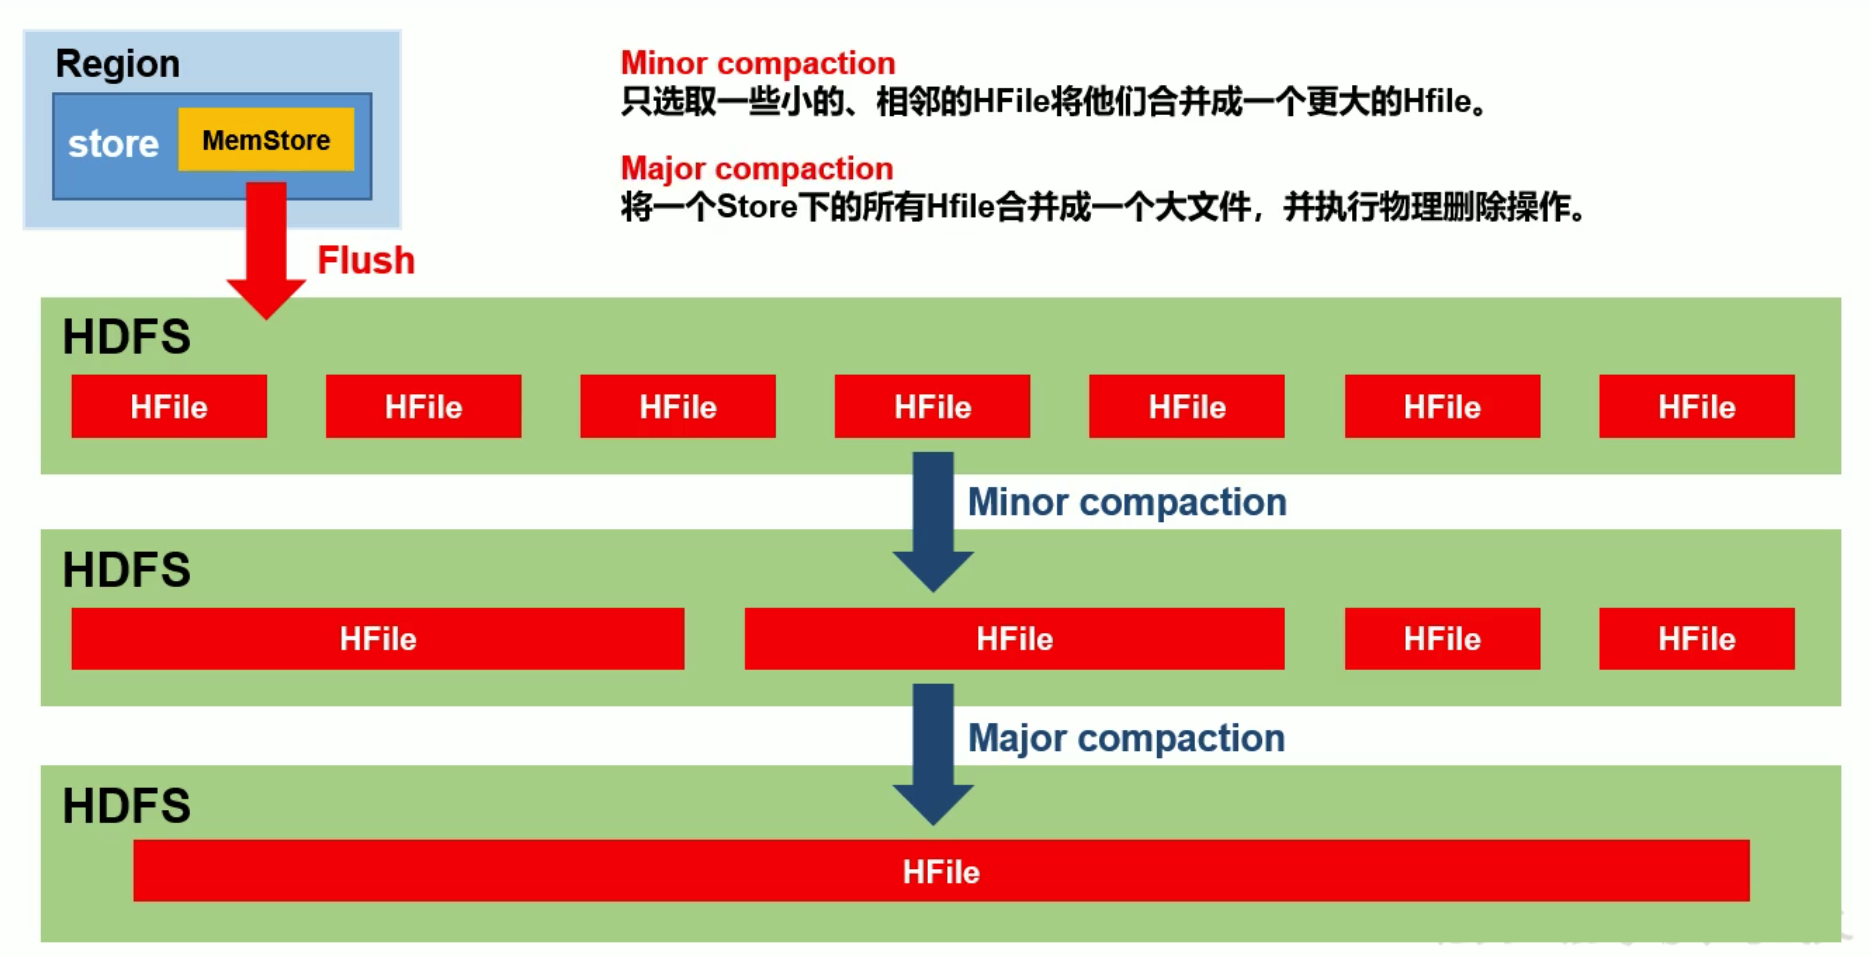 Region
store
MemStore
Minor compaction
只选取一些小的、相邻的HFile将他们合并成一个更大的Hfile。
Major compaction
将一个Store下的所有Hfile合并成一个大文件，并执行物理删除操作。
Flush
HDFS
HFile HFile HFile HFile HFile HFile HFile
Minor compaction
HDFS
HFile HFile HFile HFile
Major compaction
HDFS
HFile